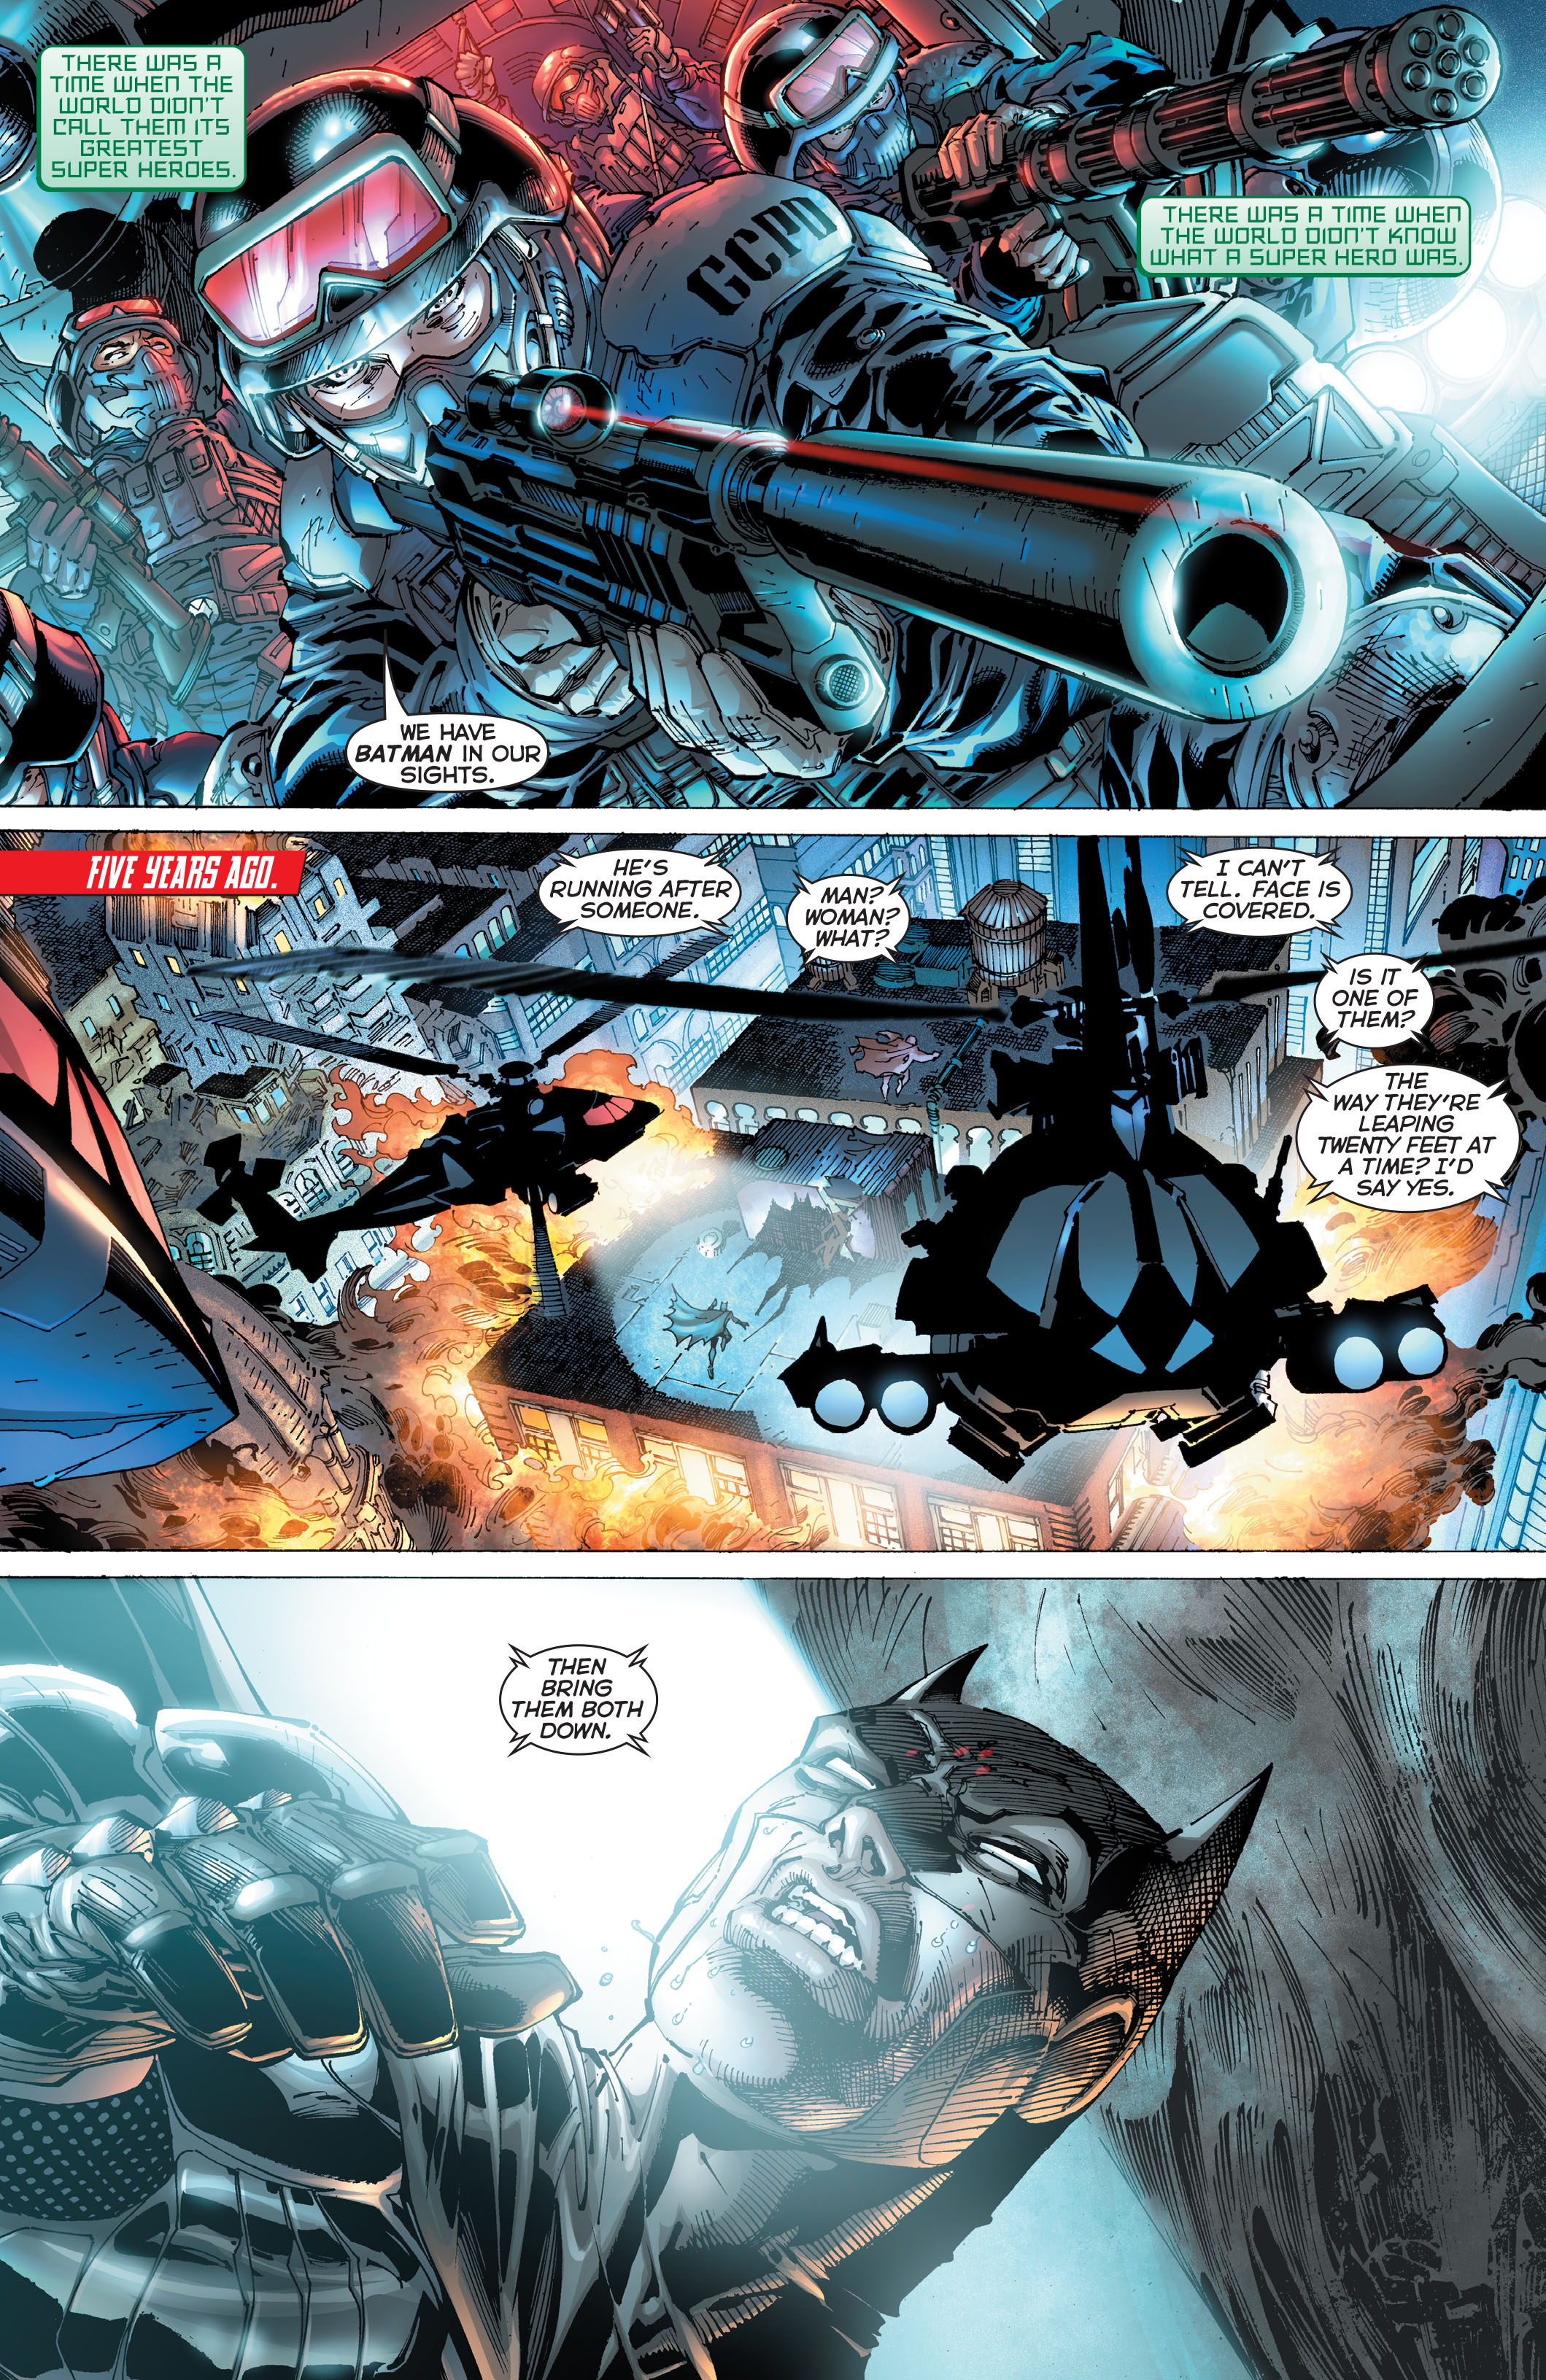 THERE WAS A
TIME WHEN THE
WORLD DIDN'T
CALL THEM ITS
GREATEST
SUPER HEROES.
GCPD
THERE WAS A TIME WHEN
THE WORLD DIDN'T KNOW
WHAT A SUPER HERO WAS.
WE HAVE
BATMAN IN OUR
SIGHTS.
FIVE YEARS AGO.
HE'S
RUNNING AFTER
SOMEONE.
MAN?
WOMAN?
WHAT?
I CAN'T
TELL. FACE IS
COVERED.
IS IT
ONE OF
THEM?
THE
WAY THEY'RE
LEAPING
TWENTY FEET AT
A TIME? I'D
SAY YES.
THEN
BRING
THEM BOTH
DOWN.